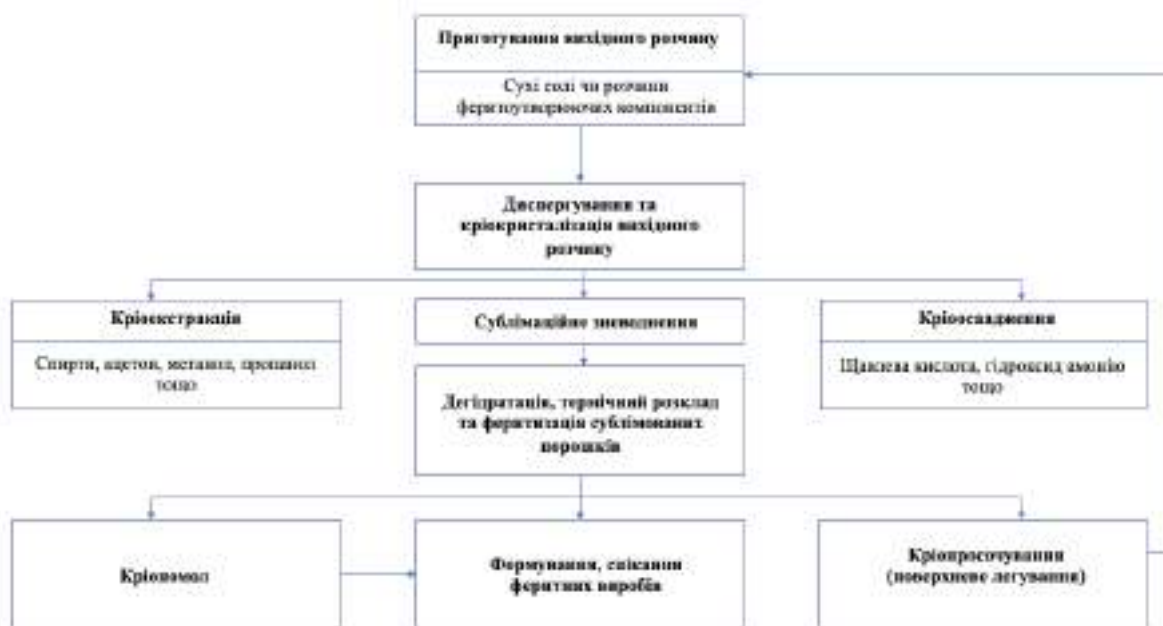 Приготування вихідного розчину
Сухі солі чи розчини
феритоутворюючих компонентів
Диспергування та
кріокристалізація вихідного
розчину
Кріоекстракція
Спирти, ацетон, метанол, пропанол
тощо
Сублімаційне зневоднення
Кріоосадження
Щавлева кислота, гідроксид амонію
тощо
Дегідратація, термічний розклад
та феритизація сублімованих
порошків
Кріопомол
Формування, спікання
феритних виробів
Кріопросочування
(поверхневе легування)